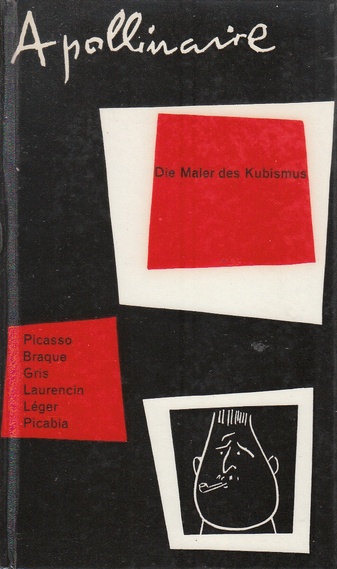 Apollinaire
Die Maler des Kubismus
Picasso
Braque
Gris
Laurencin
Léger
Picabia